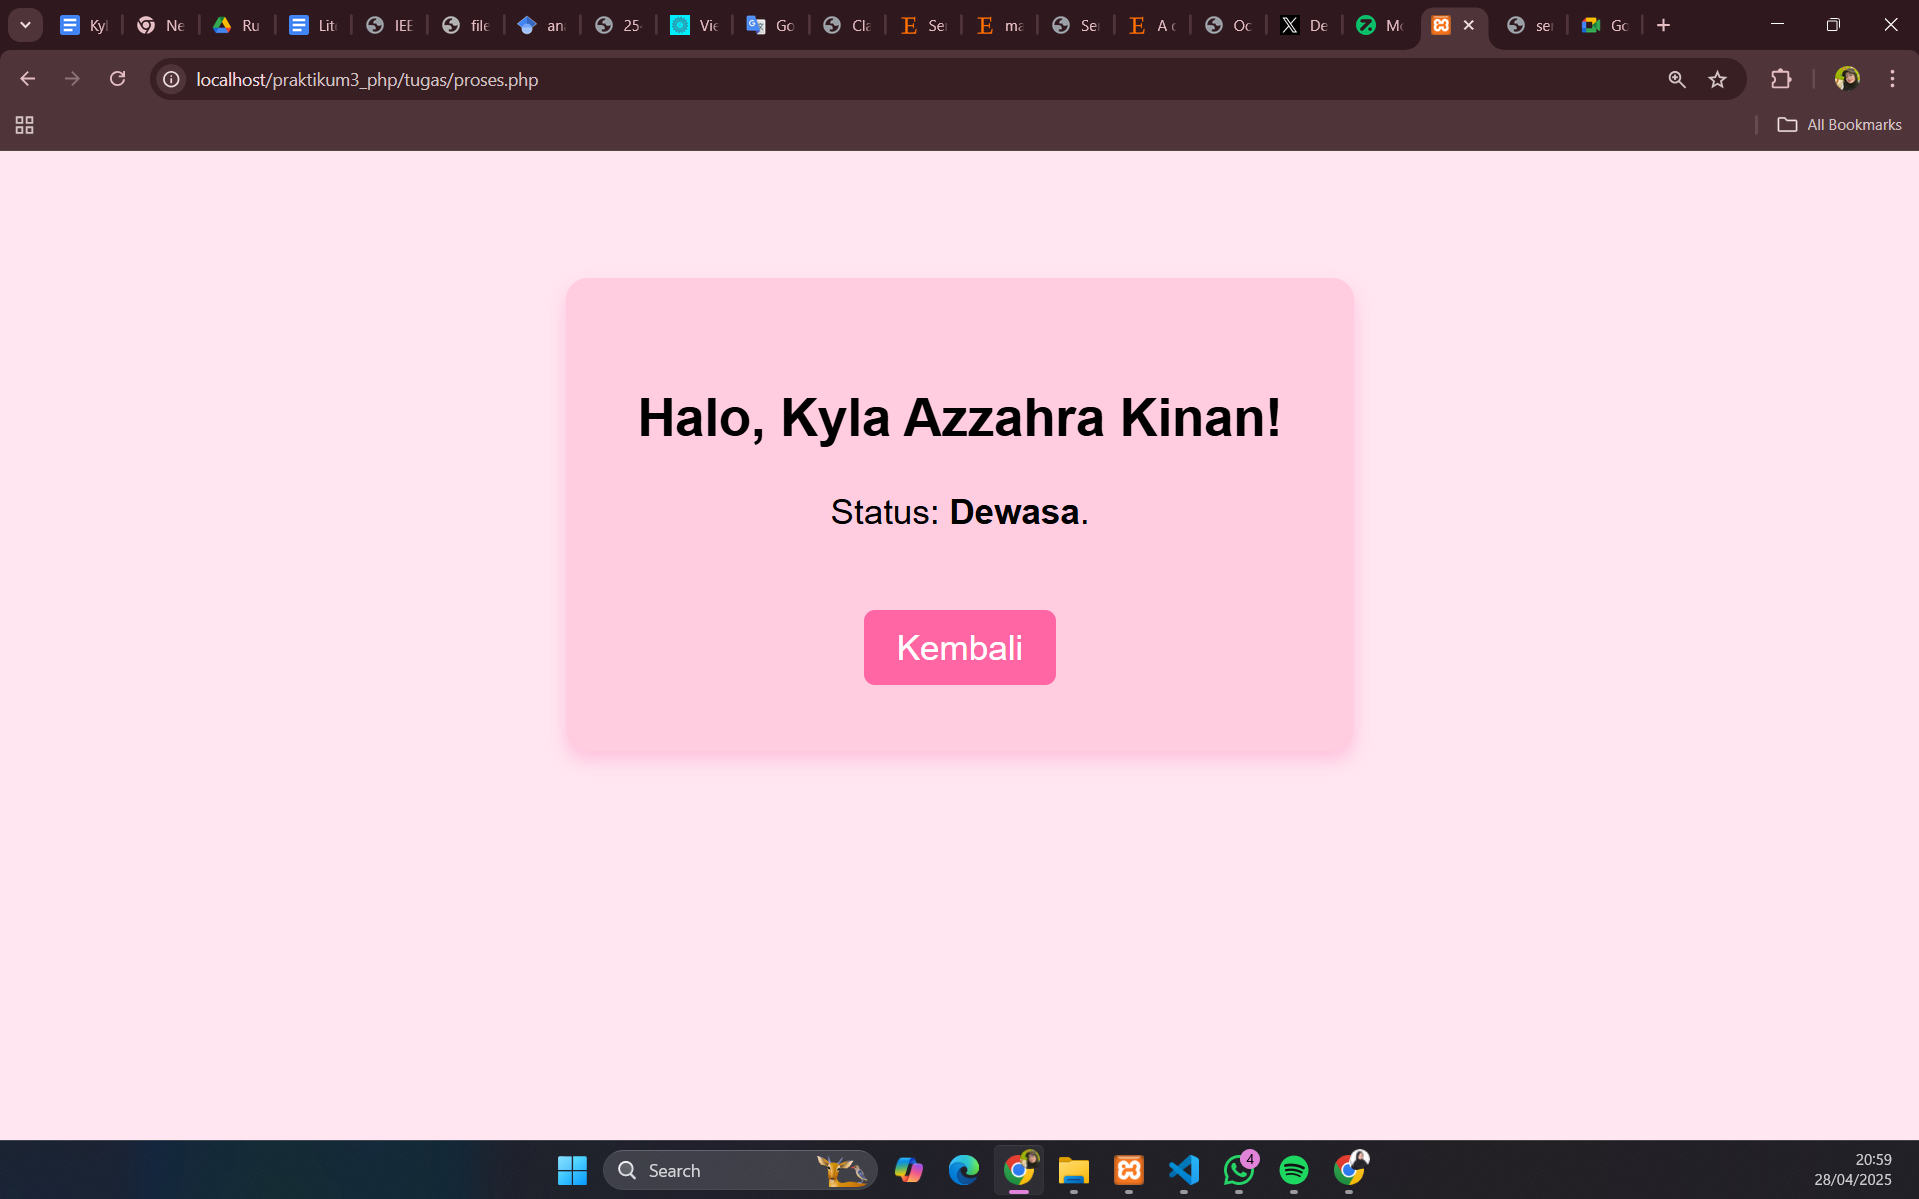 Kyl
Ne
Ru
Lit
IEE
file
an
25
Vie
Go
Cla
Se
ma
Se
A c
Oc
De
Mo
se
Go
localhost/praktikum3_php/tugas/proses.php
All Bookmarks
Halo, Kyla Azzahra Kinan!
Status: Dewasa.
Kembali
Search
4
20:59
28/04/2025